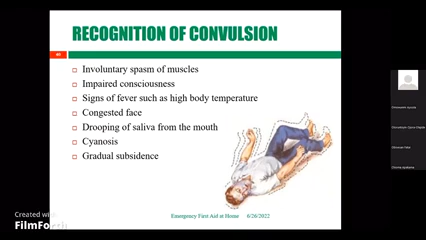 RECOGNITION OF CONVULSION
Involuntary spasm of muscles
Impaired consciousness
Signs of fever such as high body temperature
Congested face
Drooping of saliva from the mouth
Cyanosis
Gradual subsidence
Emergency First Aid at Home 6/26/2022
Created with